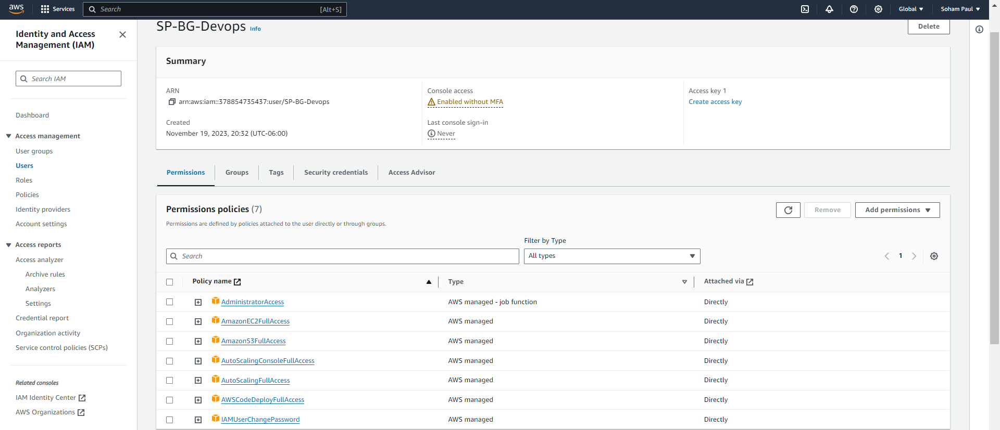 aws
Services
Search
[Alt+S]
Global
Soham Paul
Identity and Access
Management (IAM)
Search IAM
Dashboard
Access management
User groups
Users
Roles
Policies
Identity providers
Account settings
Access reports
Access analyzer
Archive rules
Analyzers
Settings
Credential report
Organization activity
Service control policies (SCPs)
Related consoles
IAM Identity Center
AWS Organizations
SP-BG-Devops Info
Delete
Summary
ARN
arn:aws:iam::378854735437:user/SP-BG-Devops
Created
November 19, 2023, 20:32 (UTC-06:00)
Console access
Enabled without MFA
Last console sign-in
Never
Access key 1
Create access key
Permissions
Groups
Tags
Security credentials
Access Advisor
Permissions policies (7)
Permissions are defined by policies attached to the user directly or through groups.
Remove
Add permissions
Filter by Type
Search
All types
1
Policy name
Type
Attached via
AdministratorAccess AWS managed - job function Directly
AmazonEC2FullAccess AWS managed Directly
AmazonS3FullAccess AWS managed Directly
AutoScalingConsoleFullAccess AWS managed Directly
AutoScalingFullAccess AWS managed Directly
AWSCodeDeployFullAccess AWS managed Directly
IAMUserChangePassword AWS managed Directly